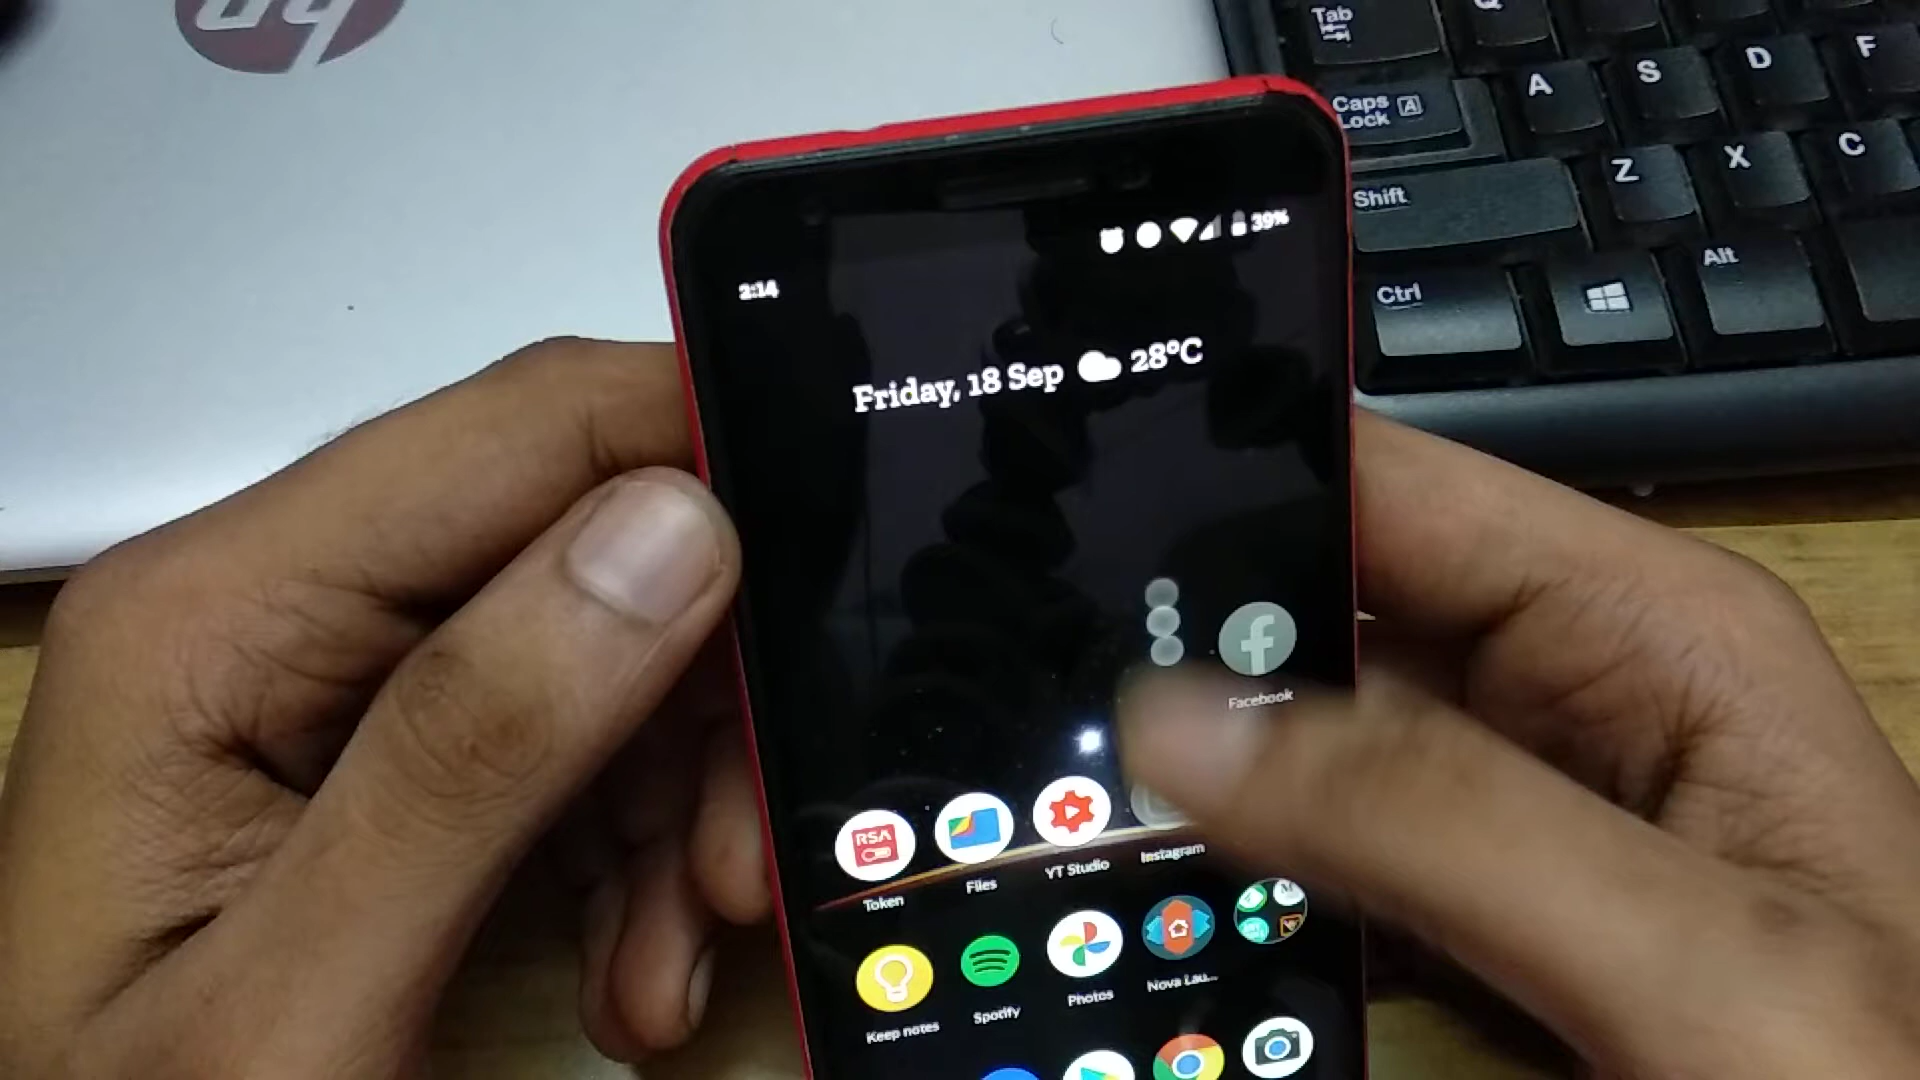 hp
Tab
Q
A
S
D
F
Caps
Lock
A
Z
X
C
Shift
Ctrl
Alt
39%
2:14
Friday, 18 Sep 28°C
Facebook
RSA
Token
Files
YT Studio
Instagram
Keep notes
Spotify
Photos
Nova Lau...